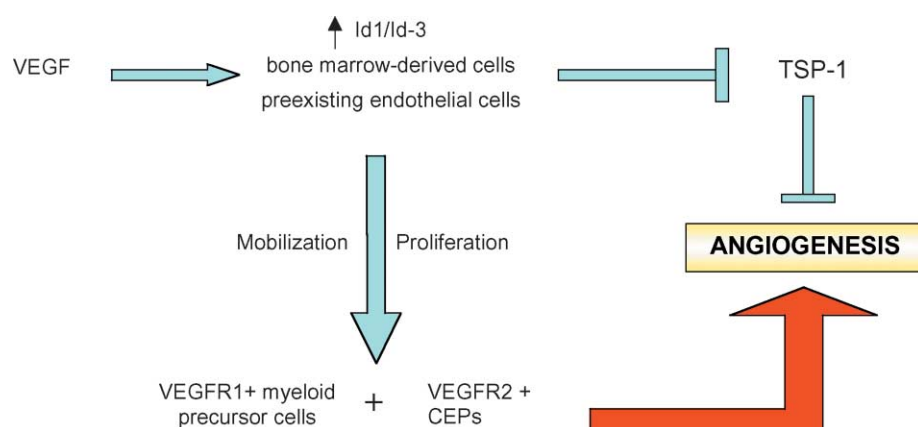 Id1/Id-3
VEGF
bone marrow-derived cells
preexisting endothelial cells
TSP-1
Mobilization
Proliferation
ANGIOGENESIS
VEGFR1+ myeloid
precursor cells
+
VEGFR2 +
CEPs